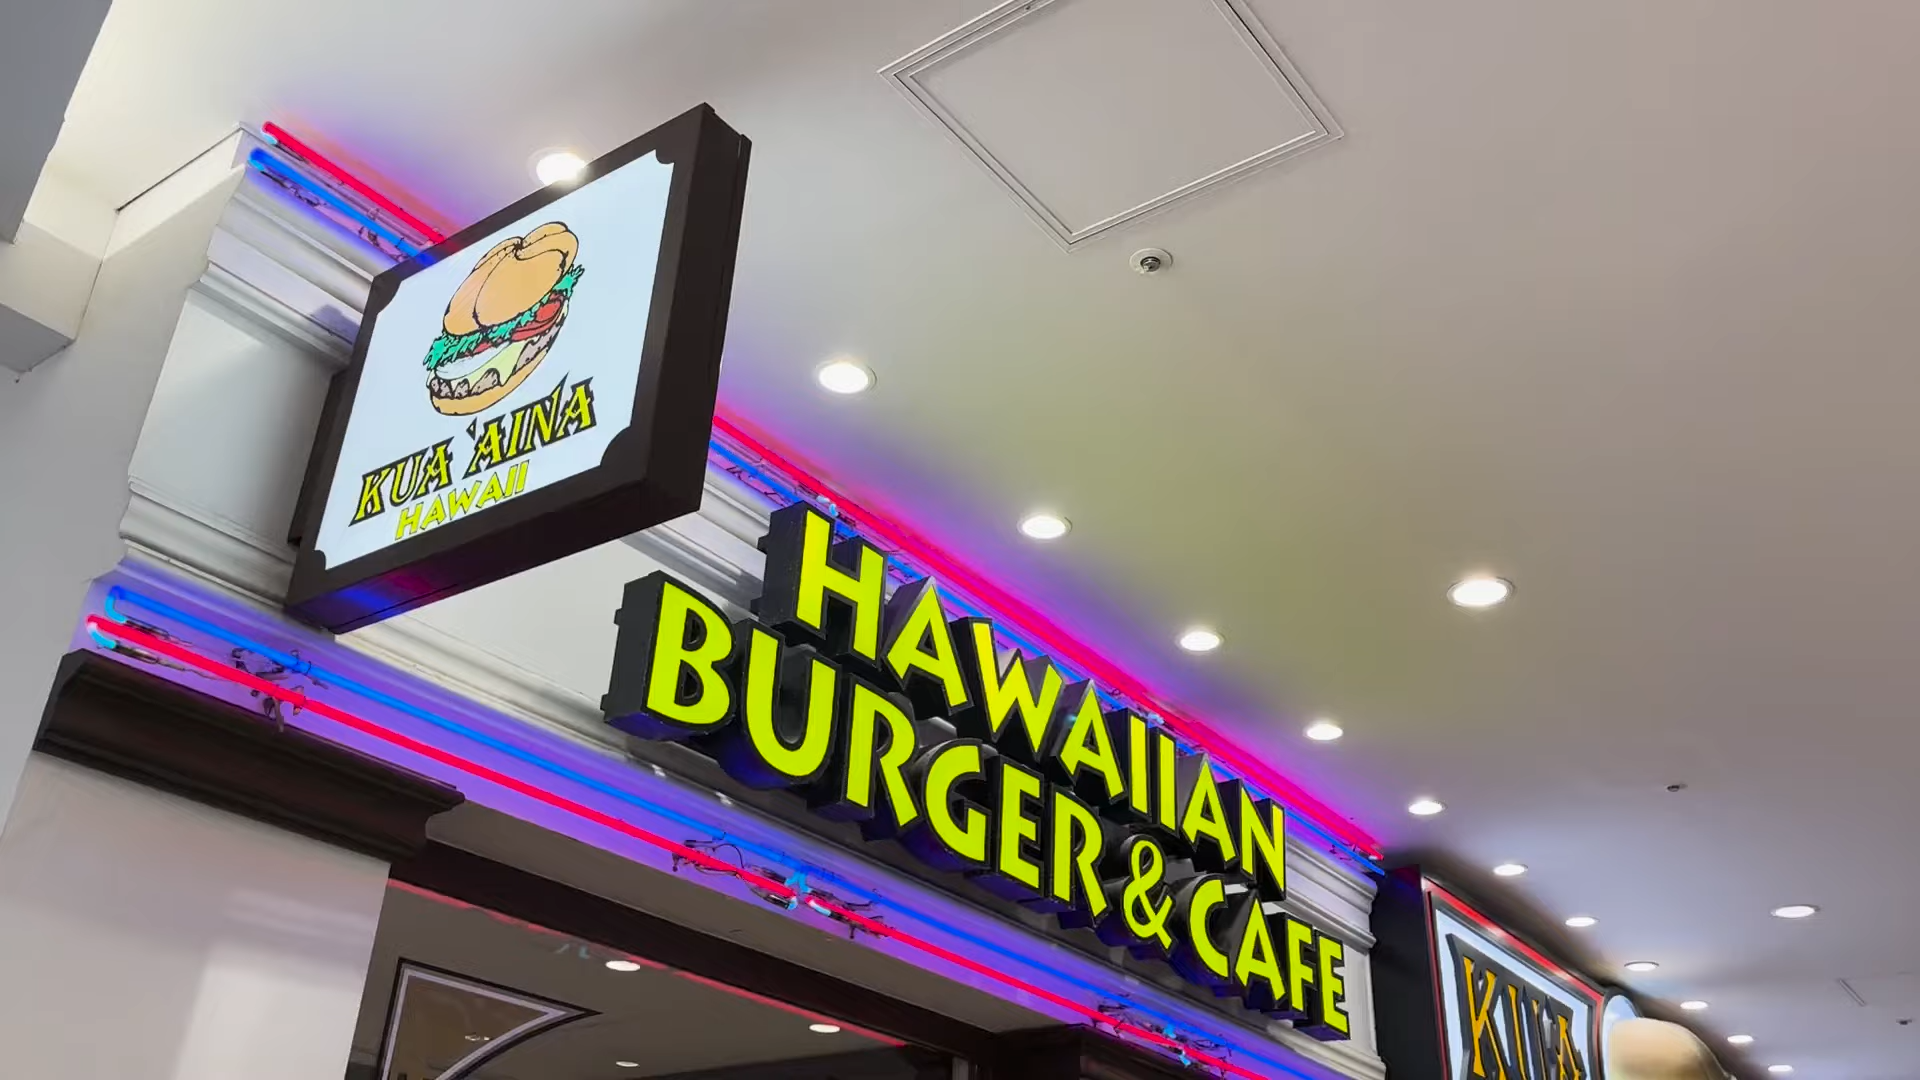 KUA 'AINA
HAWAII
HAWAIIAN
BURGER & CAFE
KUA